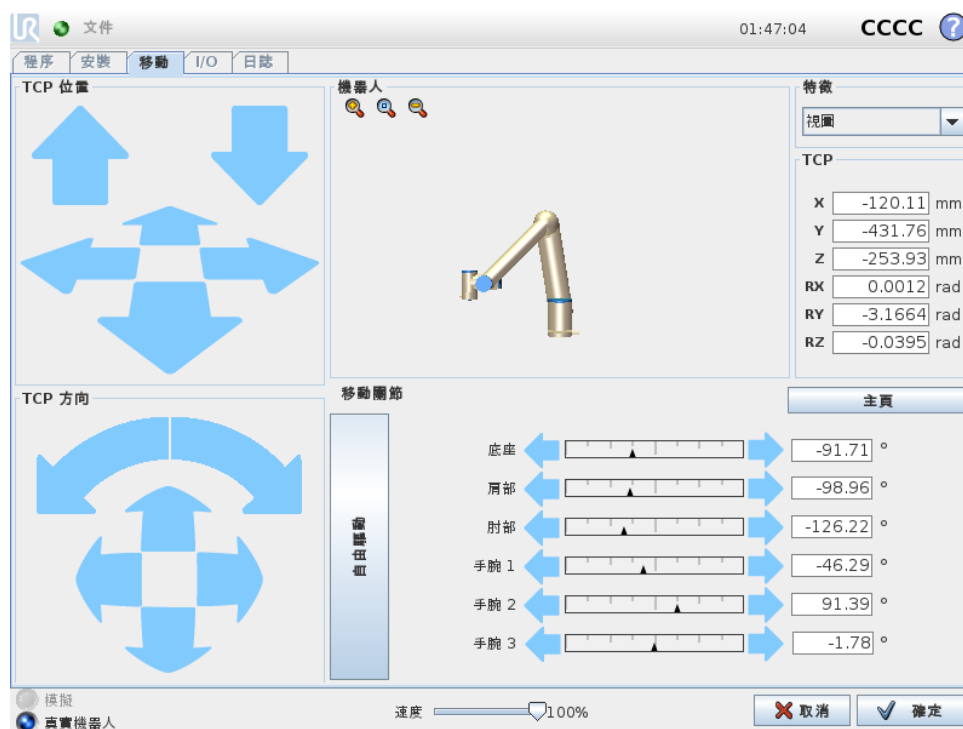 UR 文件 01:47:04 CCCC ?
程序 安裝 移動 I/O 日誌
TCP 位置
機器人
特徵
視圖
TCP
X -120.11 mm
Y -431.76 mm
Z -253.93 mm
RX 0.0012 rad
RY -3.1664 rad
RZ -0.0395 rad
TCP 方向
移動關節
主頁
自由驅動
底座 -91.71 °
肩部 -98.96 °
肘部 -126.22 °
手腕 1 -46.29 °
手腕 2 91.39 °
手腕 3 -1.78 °
模擬
真實機器人
速度 100%
取消
確定